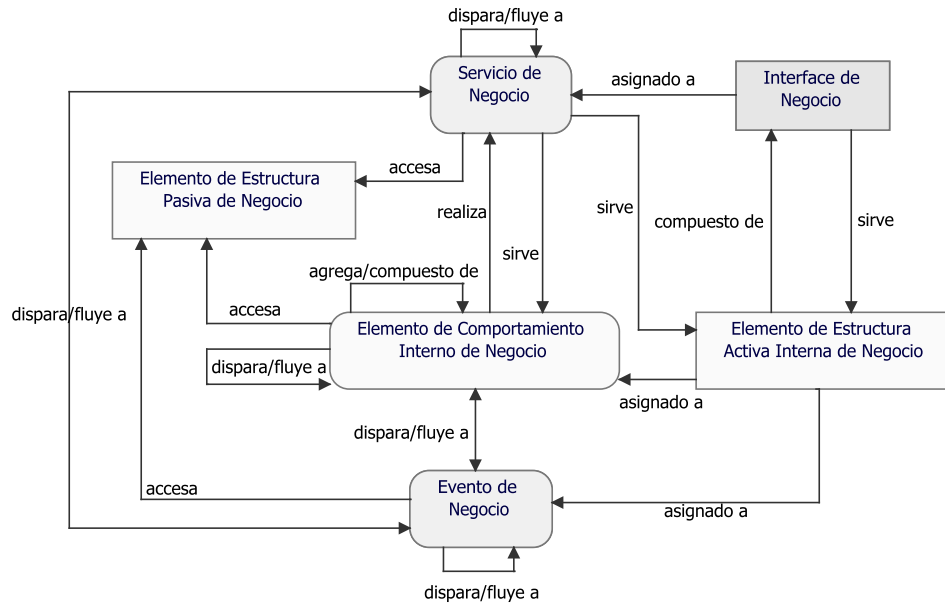 dispara/fluye a
Servicio de
Negocio
asignado a
Interface de
Negocio
accesa
Elemento de Estructura
Pasiva de Negocio
realiza
sirve
sirve
compuesto de
sirve
agrega/compuesto de
accesa
dispara/fluye a
Elemento de Comportamiento
Interno de Negocio
Elemento de Estructura
Activa Interna de Negocio
dispara/fluye a
asignado a
dispara/fluye a
accesa
Evento de
Negocio
asignado a
dispara/fluye a